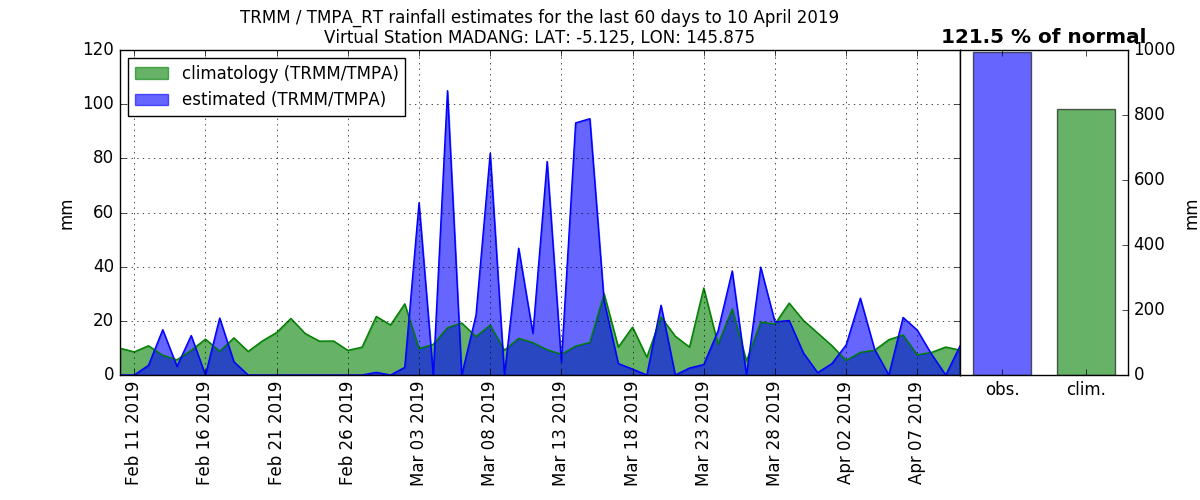 TRMM / TMPA_RT rainfall estimates for the last 60 days to 10 April 2019
Virtual Station MADANG: LAT: -5.125, LON: 145.875
121.5 % of normal
climatology (TRMM/TMPA)
estimated (TRMM/TMPA)
mm
120
100
80
60
40
20
0
Feb 11 2019
Feb 16 2019
Feb 21 2019
Feb 26 2019
Mar 03 2019
Mar 08 2019
Mar 13 2019
Mar 18 2019
Mar 23 2019
Mar 28 2019
Apr 02 2019
Apr 07 2019
obs.
clim.
1000
800
600
400
200
0
mm